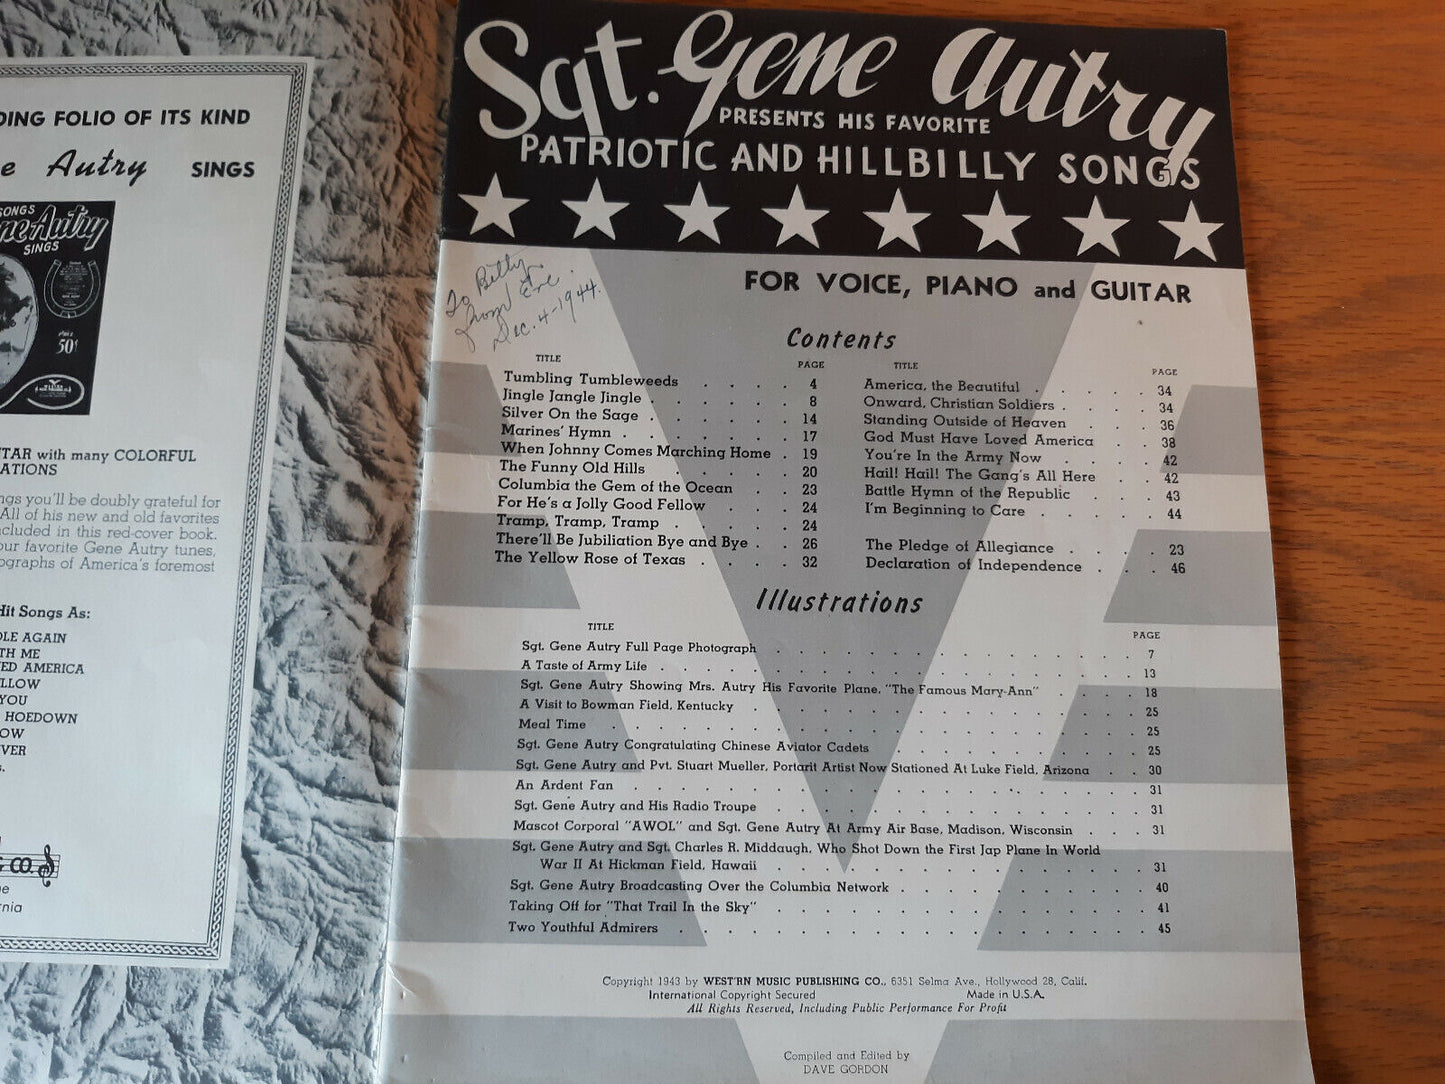 DING FOLIO OF ITS KIND
e Autry SINGS
SONGS
ne Autry
SINGS
50¢
TAR with many COLORFUL
ATIONS
ngs you'll be doubly grateful for
All of his new and old favorites
ncluded in this red-cover book.
our favorite Gene Autry tunes,
ographs of America's foremost
Hit Songs As:
OLE AGAIN
TH ME
ED AMERICA
LLOW
YOU
HOEDOWN
OW
VER
s.
& CO.
ne
rnia
Sgt. Gene Autry
PRESENTS HIS FAVORITE
PATRIOTIC AND HILLBILLY SONGS
FOR VOICE, PIANO and GUITAR
To Billy
from Eve.
Dec. 4-1944.
Contents
TITLE PAGE
Tumbling Tumbleweeds . . . . 4
Jingle Jangle Jingle . . . . . . 8
Silver On the Sage . . . . . . 14
Marines' Hymn . . . . . . . 17
When Johnny Comes Marching Home . 19
The Funny Old Hills . . . . . 20
Columbia the Gem of the Ocean . . 23
For He's a Jolly Good Fellow . . . 24
Tramp, Tramp, Tramp . . . . . 24
There'll Be Jubiliation Bye and Bye . . 26
The Yellow Rose of Texas . . . . 32
TITLE PAGE
America, the Beautiful . . . . . 34
Onward, Christian Soldiers . . . . 34
Standing Outside of Heaven . . . 36
God Must Have Loved America . . 38
You're In the Army Now . . . . 42
Hail! Hail! The Gang's All Here . . 42
Battle Hymn of the Republic . . . 43
I'm Beginning to Care . . . . . 44
The Pledge of Allegiance . . . . 23
Declaration of Independence . . . 46
Illustrations
TITLE PAGE
Sgt. Gene Autry Full Page Photograph . . . . . . . . . . . . . . . . 7
A Taste of Army Life . . . . . . . . . . . . . . . . . . . . 13
Sgt. Gene Autry Showing Mrs. Autry His Favorite Plane, "The Famous Mary-Ann" . . . . 18
A Visit to Bowman Field, Kentucky . . . . . . . . . . . . . . . . . 25
Meal Time . . . . . . . . . . . . . . . . . . . . . . 25
Sgt. Gene Autry Congratulating Chinese Aviator Cadets . . . . . . . . . . . 25
Sgt. Gene Autry and Pvt. Stuart Mueller, Portarit Artist Now Stationed At Luke Field, Arizona . . 30
An Ardent Fan . . . . . . . . . . . . . . . . . . . . . 31
Sgt. Gene Autry and His Radio Troupe . . . . . . . . . . . . . . . . 31
Mascot Corporal "AWOL" and Sgt. Gene Autry At Army Air Base, Madison, Wisconsin . . . 31
Sgt. Gene Autry and Sgt. Charles R. Middaugh, Who Shot Down the First Jap Plane In World
War II At Hickman Field, Hawaii . . . . . . . . . . . . . . . . 31
Sgt. Gene Autry Broadcasting Over the Columbia Network . . . . . . . . . . . 40
Taking Off for "That Trail In the Sky" . . . . . . . . . . . . . . . . 41
Two Youthful Admirers . . . . . . . . . . . . . . . . . . . . 45
Copyright 1943 by WEST'RN MUSIC PUBLISHING CO., 6351 Selma Ave., Hollywood 28, Calif.
International Copyright Secured Made in U.S.A.
All Rights Reserved, Including Public Performance For Profit
Compiled and Edited by
DAVE GORDON